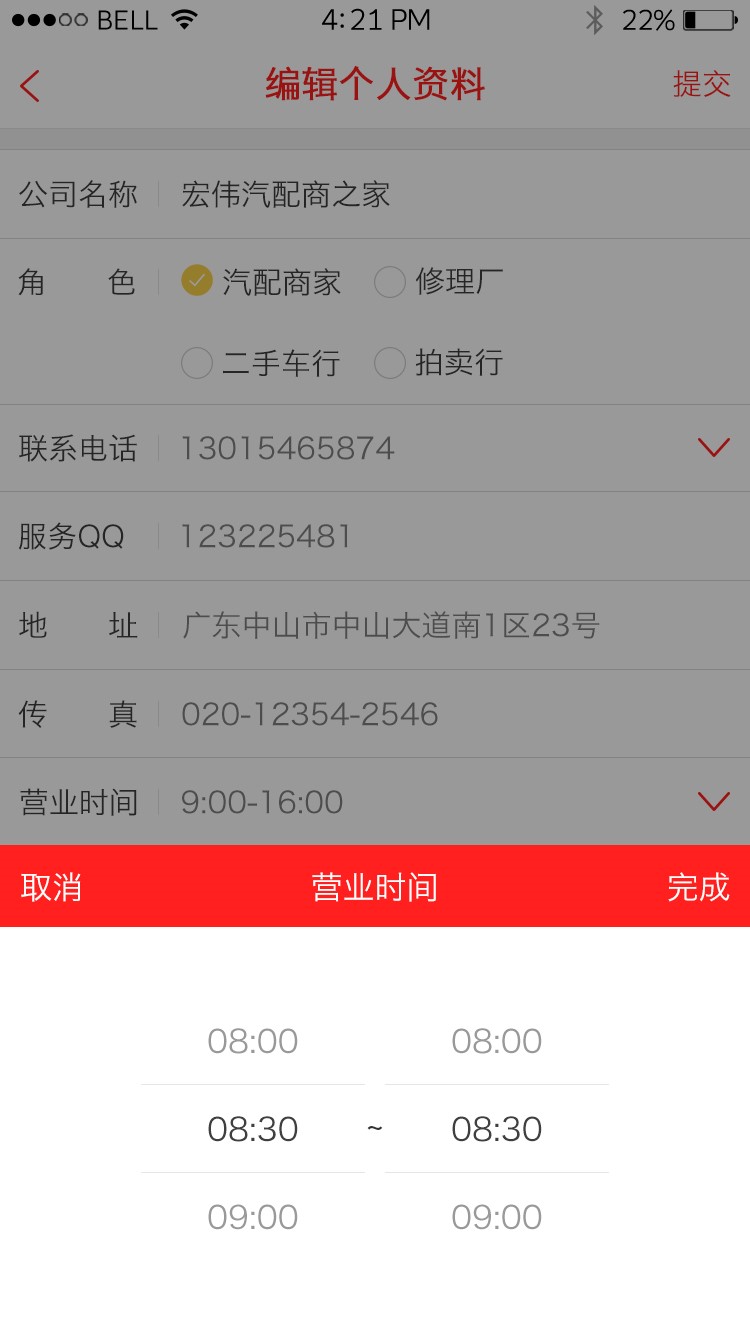 BELL 4:21 PM 22%
编辑个人资料 提交
公司名称 宏伟汽配商之家
角 色 汽配商家 修理厂
二手车行 拍卖行
联系电话 13015465874
服务QQ 123225481
地 址 广东中山市中山大道南1区23号
传 真 020-12354-2546
营业时间 9:00-16:00
取消 营业时间 完成
08:00 08:00
08:30 ~ 08:30
09:00 09:00